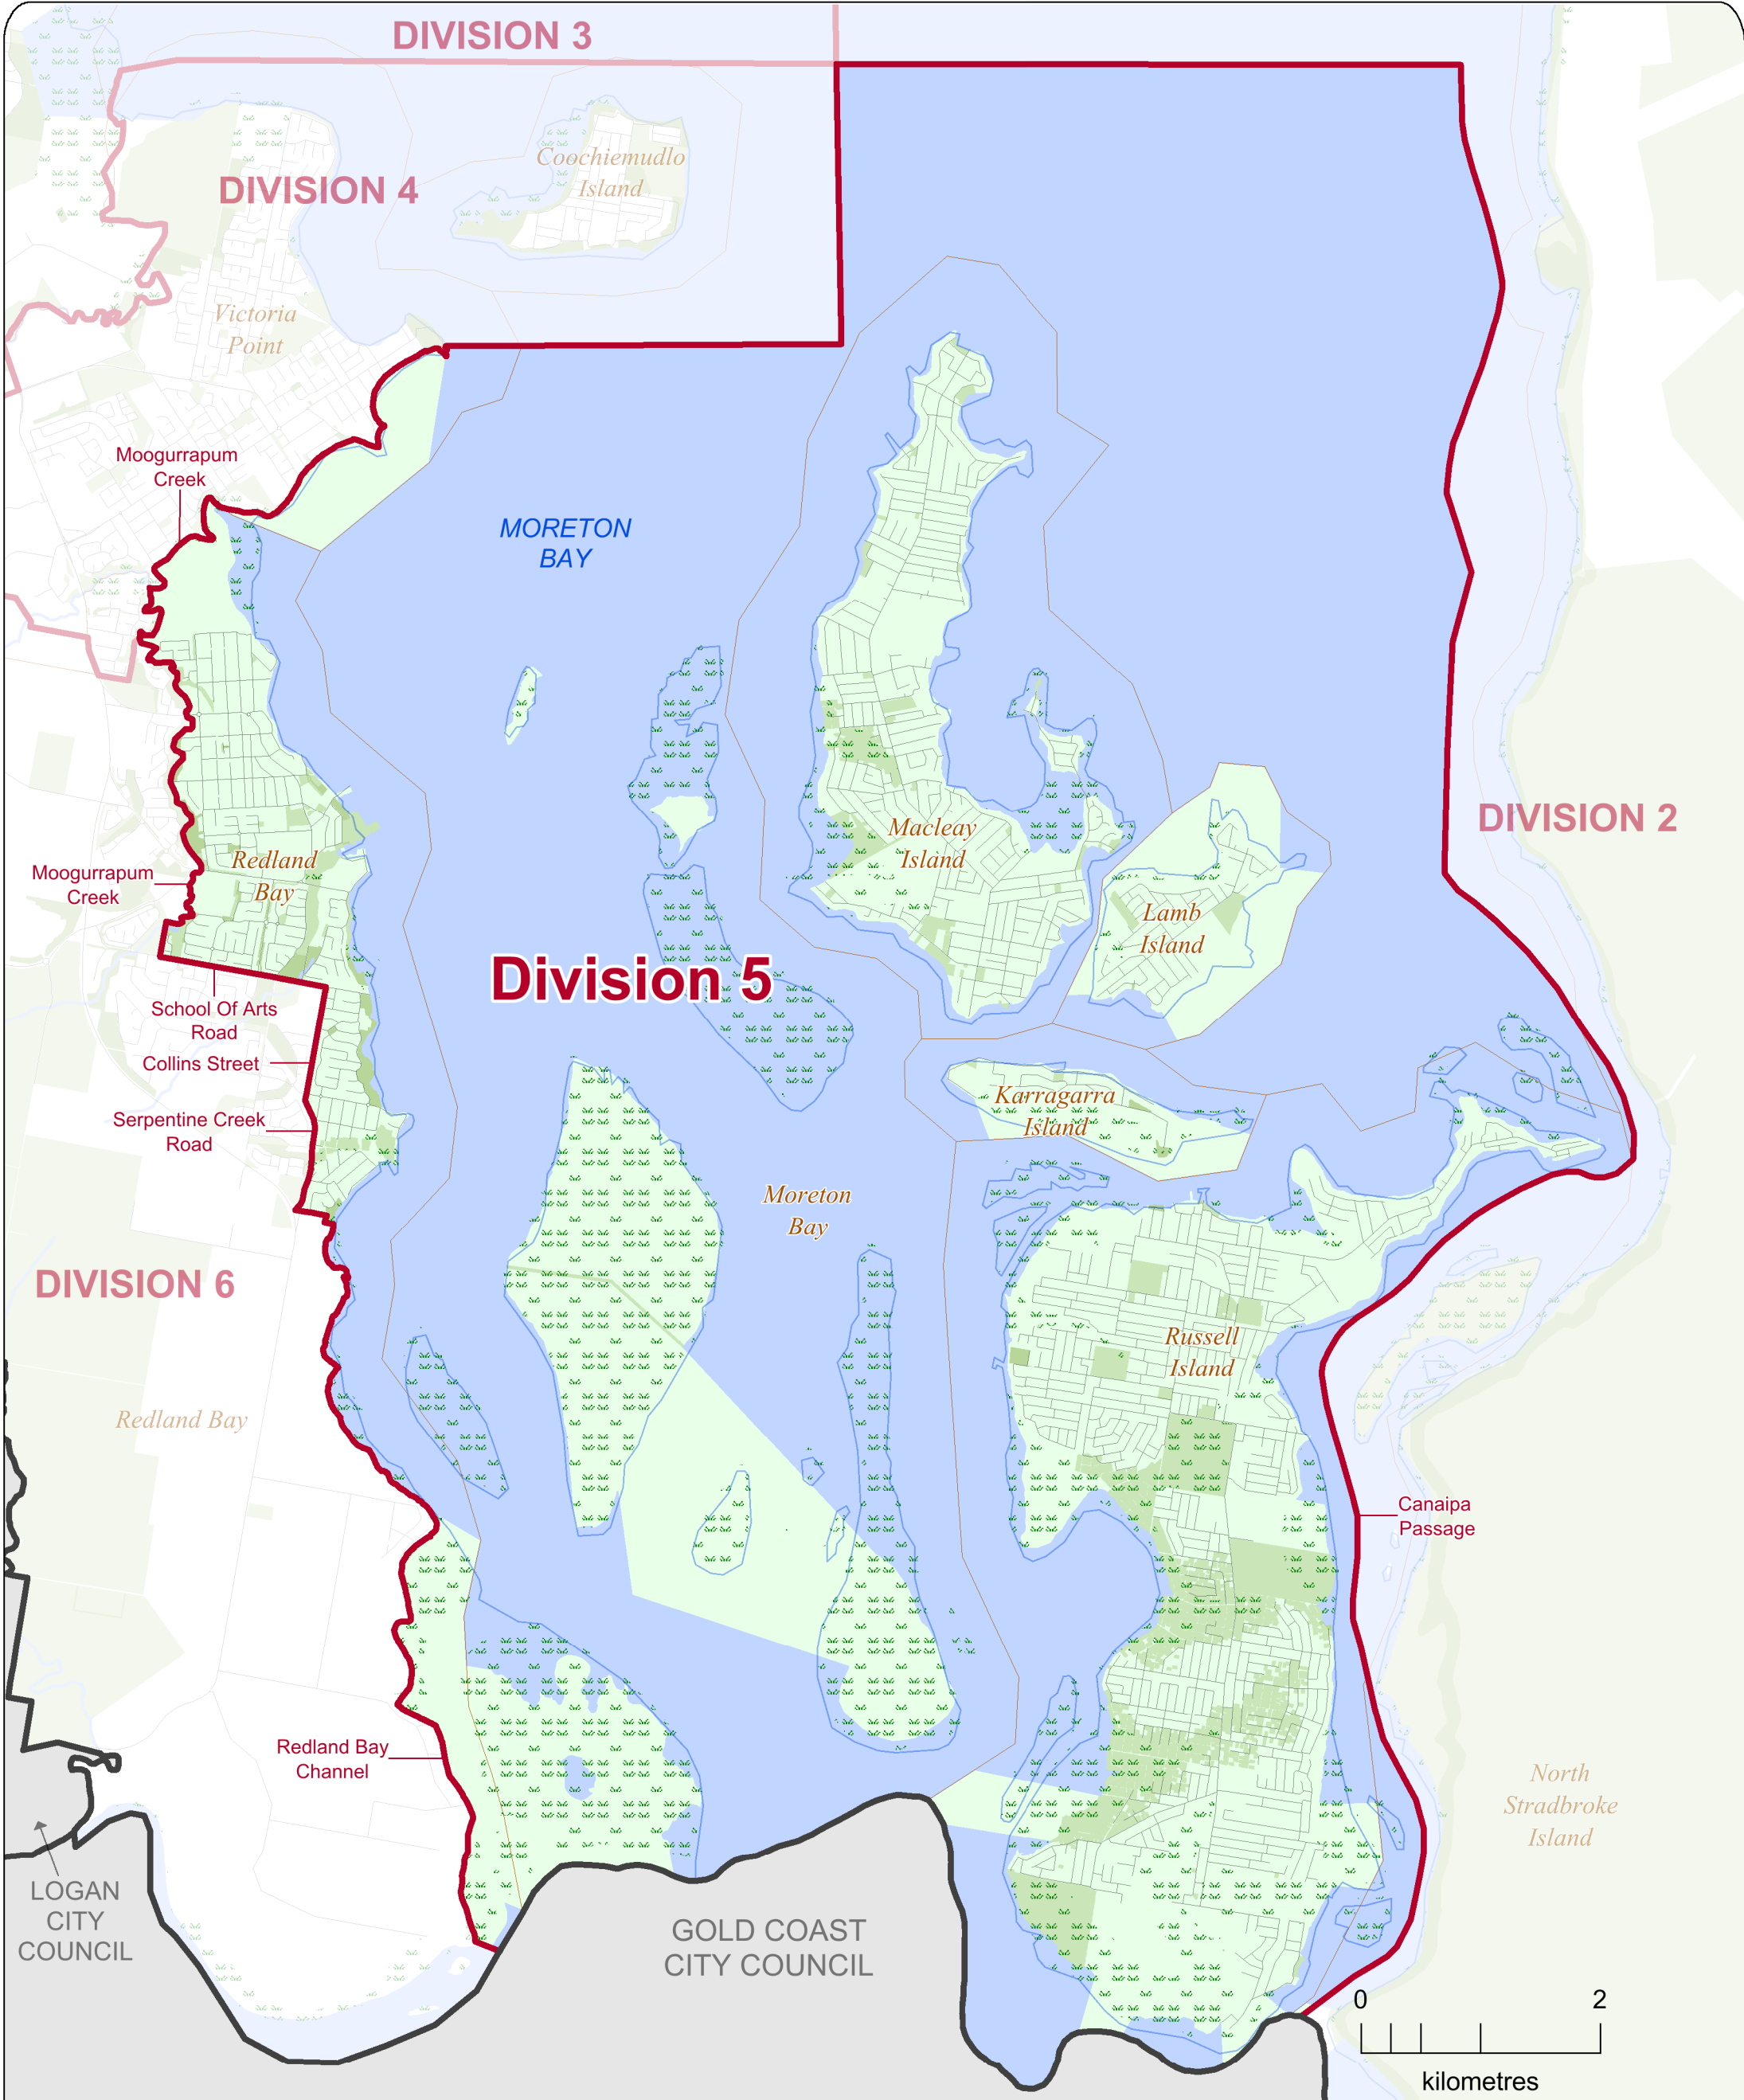 DIVISION 3
Coochiemudlo
Island
DIVISION 4
Victoria
Point
Moogurrapum
Creek
MORETON
BAY
DIVISION 2
Macleay
Island
Redland
Bay
Moogurrapum
Creek
Lamb
Island
Division 5
School Of Arts
Road
Collins Street
Karragarra
Island
Serpentine Creek
Road
Moreton
Bay
DIVISION 6
Russell
Island
Redland Bay
Canaipa
Passage
Redland Bay
Channel
North
Stradbroke
Island
LOGAN
CITY
COUNCIL
GOLD COAST
CITY COUNCIL
0 2
kilometres